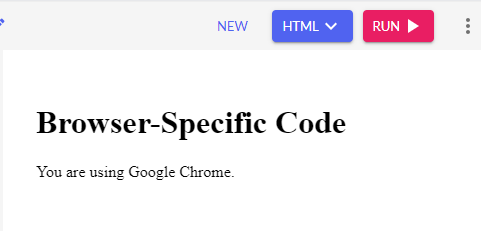 NEW HTML RUN
Browser-Specific Code
You are using Google Chrome.